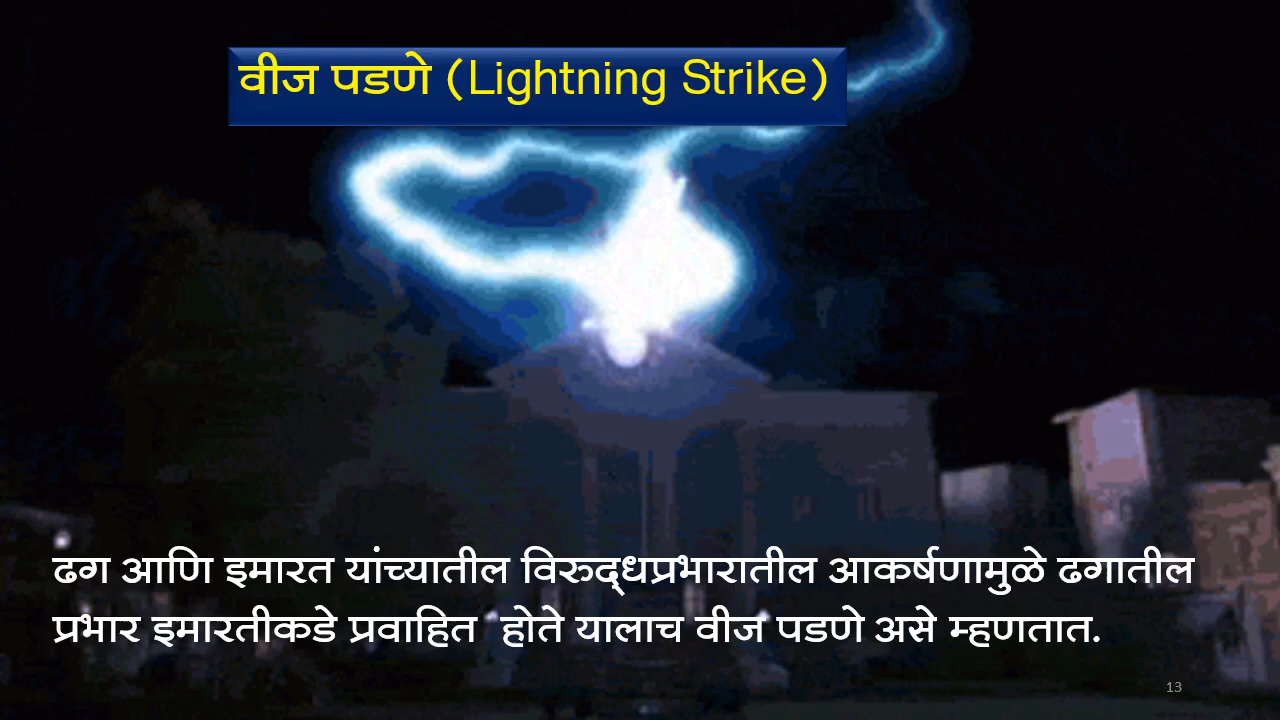 वीज पडणे (Lightning Strike)
ढग आणि इमारत यांच्यातील विरुद्धप्रभारातील आकर्षणामुळे ढगातील
प्रभार इमारतीकडे प्रवाहित होते यालाच वीज पडणे असे म्हणतात.
13